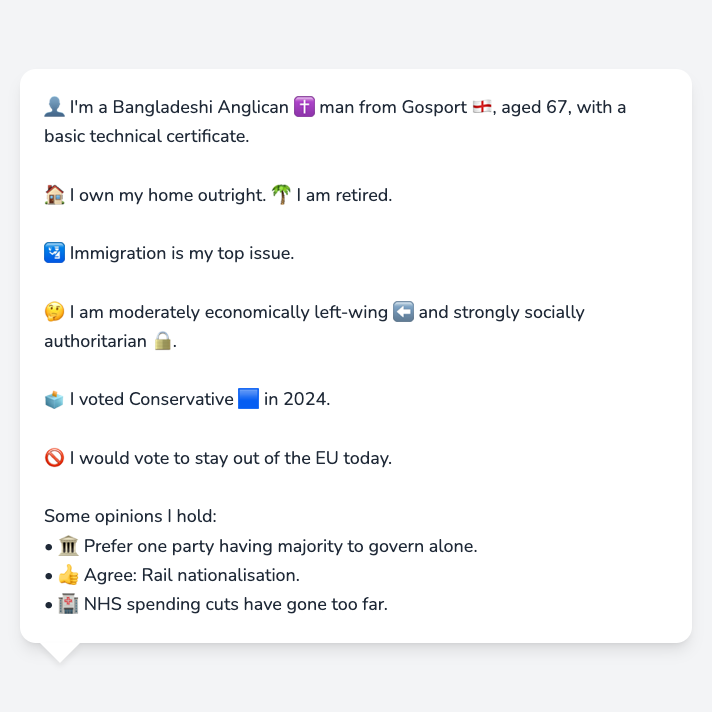 👤 I'm a Bangladeshi Anglican ✝️ man from Gosport 🏴󠁧󠁢󠁥󠁮󠁧󠁿, aged 67, with a
basic technical certificate.
🏠 I own my home outright. 🌴 I am retired.
🛂 Immigration is my top issue.
🤔 I am moderately economically left-wing ⬅️ and strongly socially
authoritarian 🔒.
🗳️ I voted Conservative 🟦 in 2024.
🚫 I would vote to stay out of the EU today.
Some opinions I hold:
• 🏛️ Prefer one party having majority to govern alone.
• 👍 Agree: Rail nationalisation.
• 🏥 NHS spending cuts have gone too far.